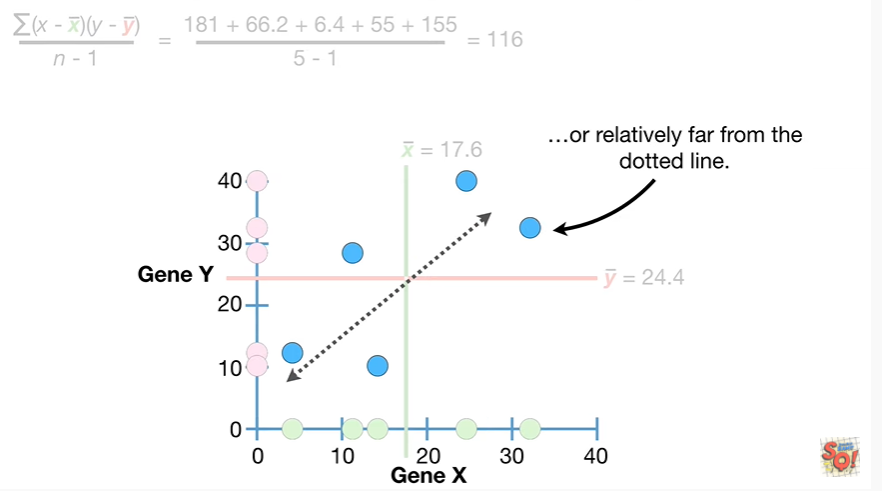 ∑(x - x̅)(y - y̅)
n - 1
=
181 + 66.2 + 6.4 + 55 + 155
5 - 1
= 116
…or relatively far from the
dotted line.
x̅ = 17.6
40
30
Gene Y
y̅ = 24.4
20
10
0
0 10 20 30 40
Gene X
SQ!